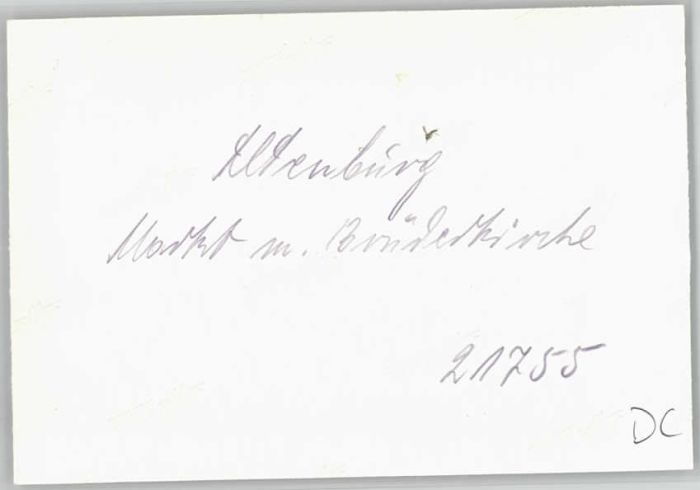 Altenburg
Markt m. Brüderkirche
21755
DC